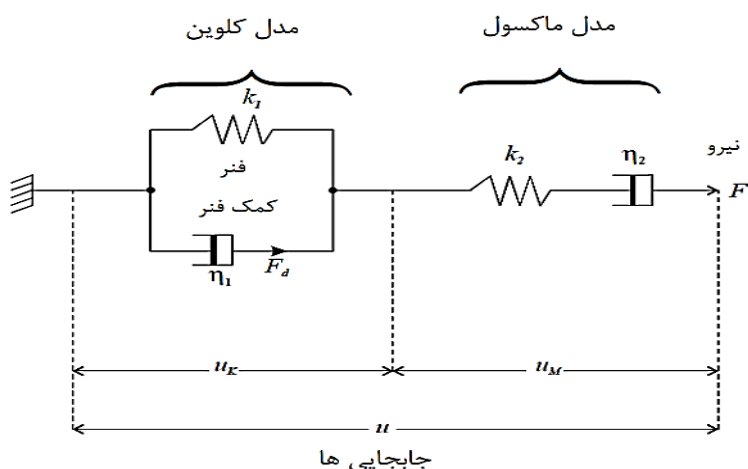 مدل کلوین
مدل ماکسول
k1
فنر
کمک فنر
η1
Fd
k2
η2
نیرو
F
uK
uM
u
جابجایی ها